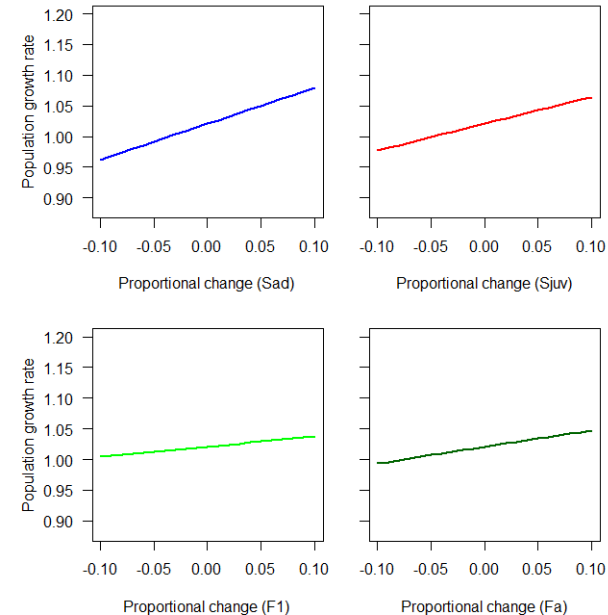 Population growth rate
1.20
1.15
1.10
1.05
1.00
0.95
0.90
-0.10 -0.05 0.00 0.05 0.10
Proportional change (Sad)
-0.10 -0.05 0.00 0.05 0.10
Proportional change (Sjuv)
Population growth rate
1.20
1.15
1.10
1.05
1.00
0.95
0.90
-0.10 -0.05 0.00 0.05 0.10
Proportional change (F1)
-0.10 -0.05 0.00 0.05 0.10
Proportional change (Fa)